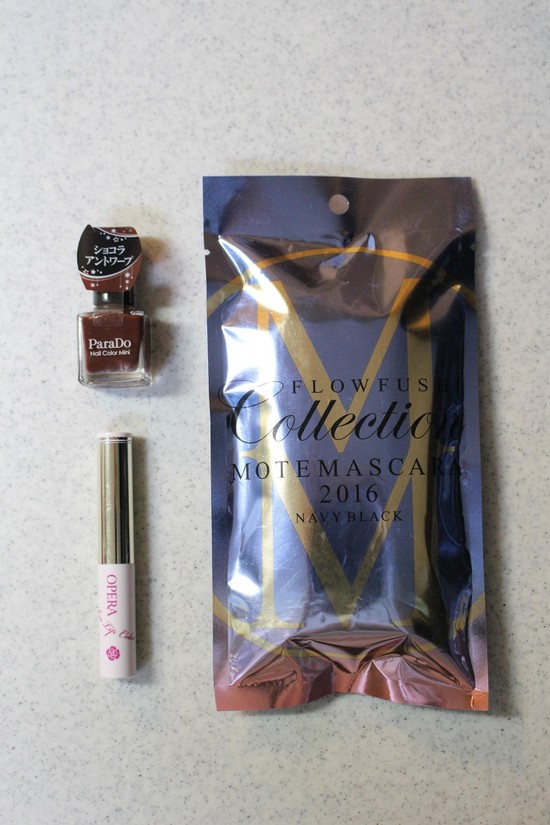 ショコラ
アントワープ
ParaDo
Nail Color Mini
OPERA
Color
FLOWFUSHI
Collection
MOTEMASCARA
2016
NAVY BLACK